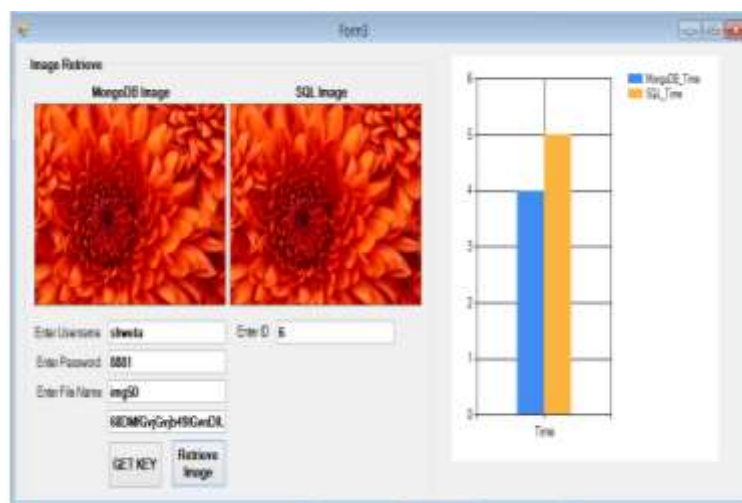 Form3
Image Retrieve
MongoDB Image
SQL Image
Enter Username
shweta
Enter ID
6
Enter Password
8881
Enter File Name
img50
GET KEY
Retrieve
Image
6
5
4
3
2
1
0
Time
MongoDB_Time
SQL_Time